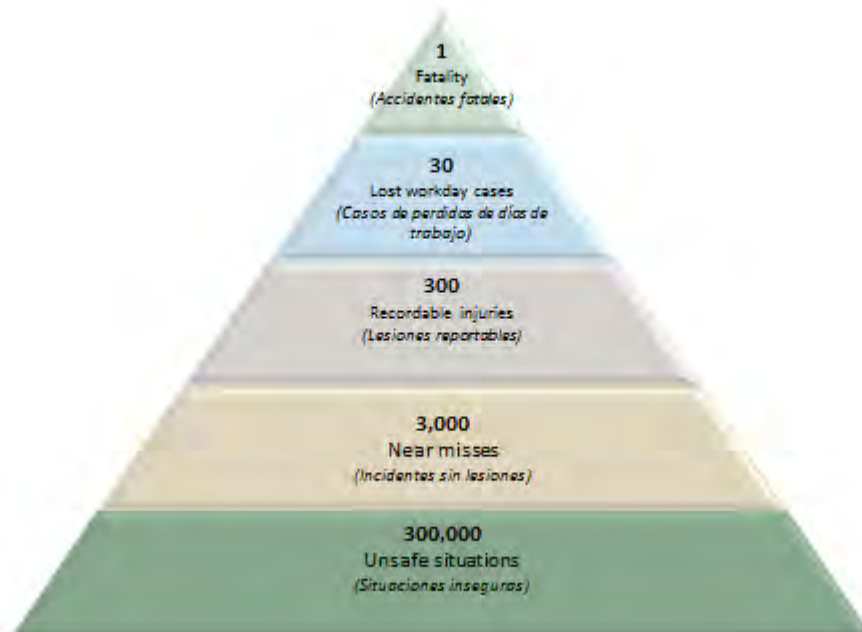 1
Fatality
(Accidentes fatales)
30
Lost workday cases
(Casos de perdidas de días de
trabajo)
300
Recordable injuries
(Lesiones reportables)
3,000
Near misses
(Incidentes sin lesiones)
300,000
Unsafe situations
(Situaciones inseguras)